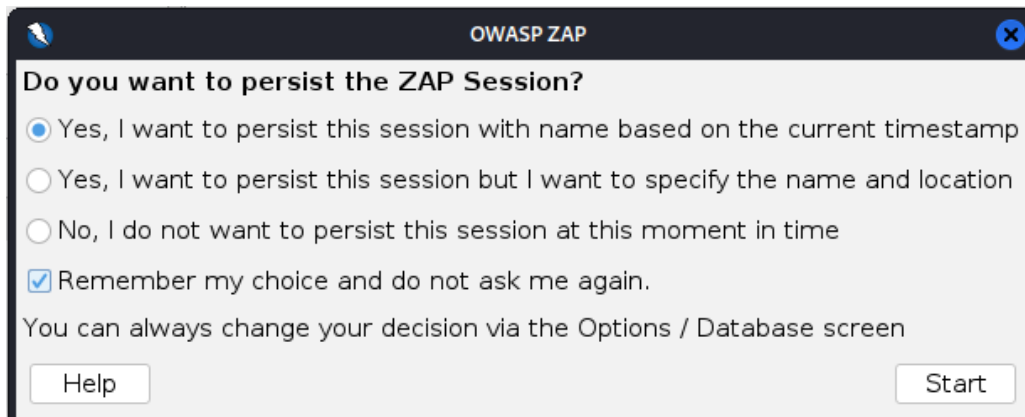 OWASP ZAP
Do you want to persist the ZAP Session?
Yes, I want to persist this session with name based on the current timestamp
Yes, I want to persist this session but I want to specify the name and location
No, I do not want to persist this session at this moment in time
Remember my choice and do not ask me again.
You can always change your decision via the Options / Database screen
Help Start